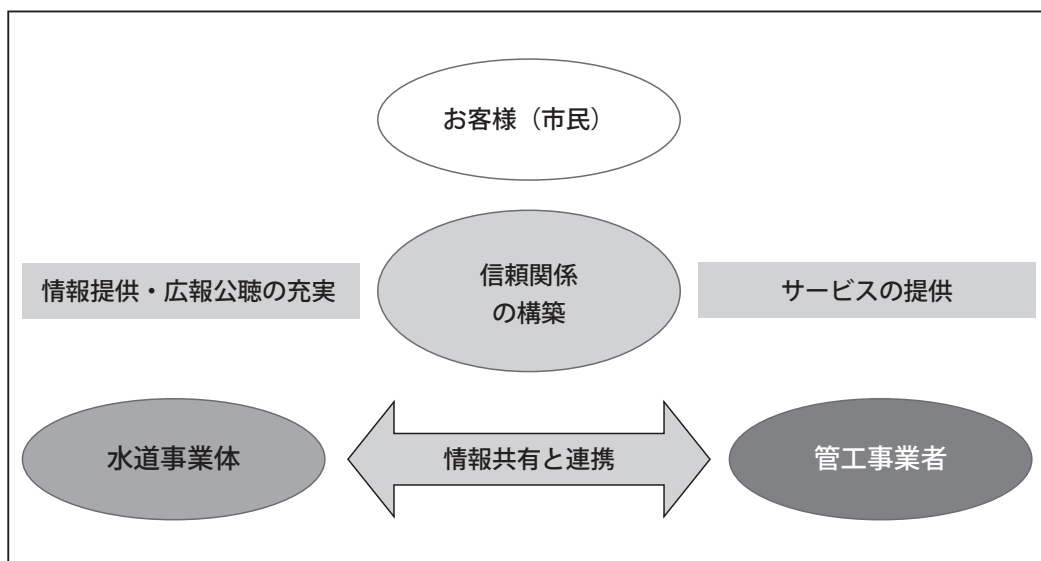 お客様（市民）
情報提供・広報公聴の充実
信頼関係
の構築
サービスの提供
水道事業体
情報共有と連携
管工事業者